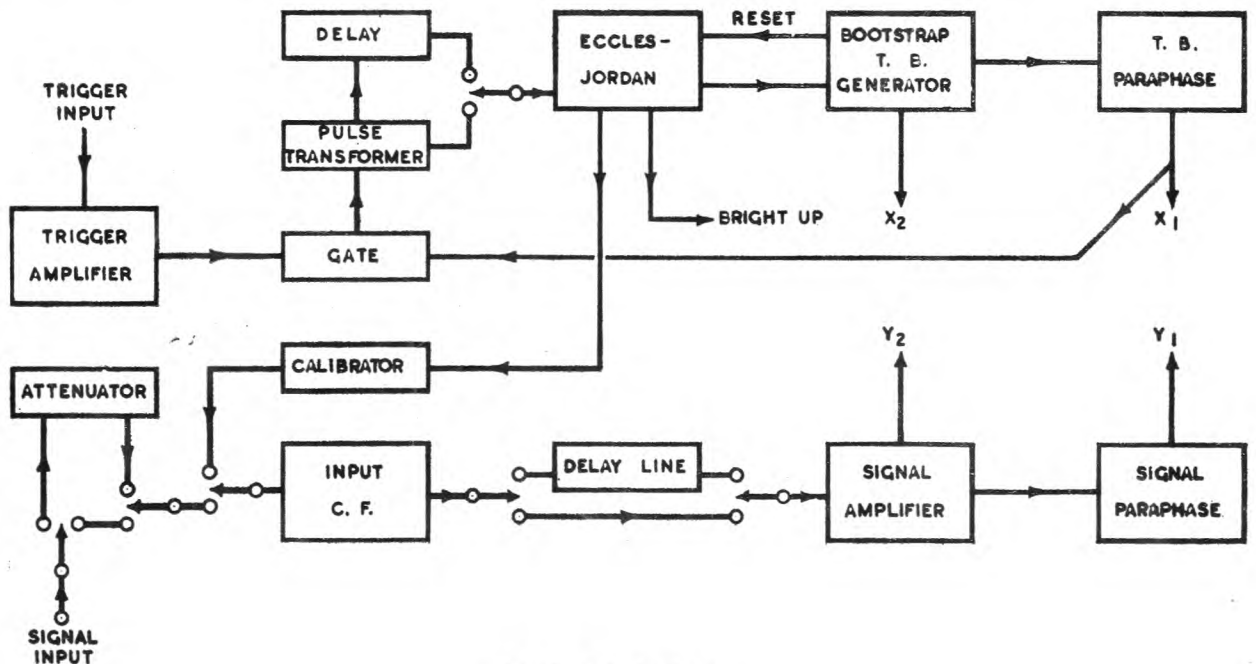 TRIGGER
INPUT
TRIGGER
AMPLIFIER
DELAY
PULSE
TRANSFORMER
GATE
ECCLES-
JORDAN
RESET
BOOTSTRAP
T. B.
GENERATOR
T. B.
PARAPHASE
BRIGHT UP
X2
X1
CALIBRATOR
ATTENUATOR
SIGNAL
INPUT
INPUT
C. F.
DELAY LINE
Y2
SIGNAL
AMPLIFIER
Y1
SIGNAL
PARAPHASE